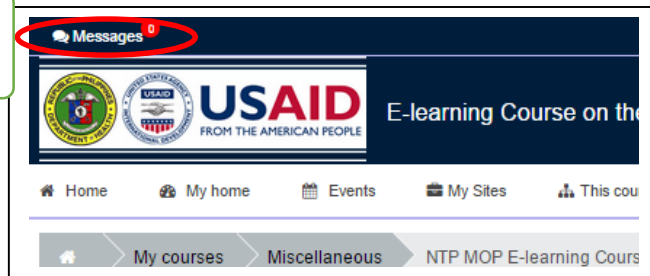 Messages 0
USAID
FROM THE AMERICAN PEOPLE
E-learning Course on the
Home My home Events My Sites This cou
My courses Miscellaneous NTP MOP E-learning Cours